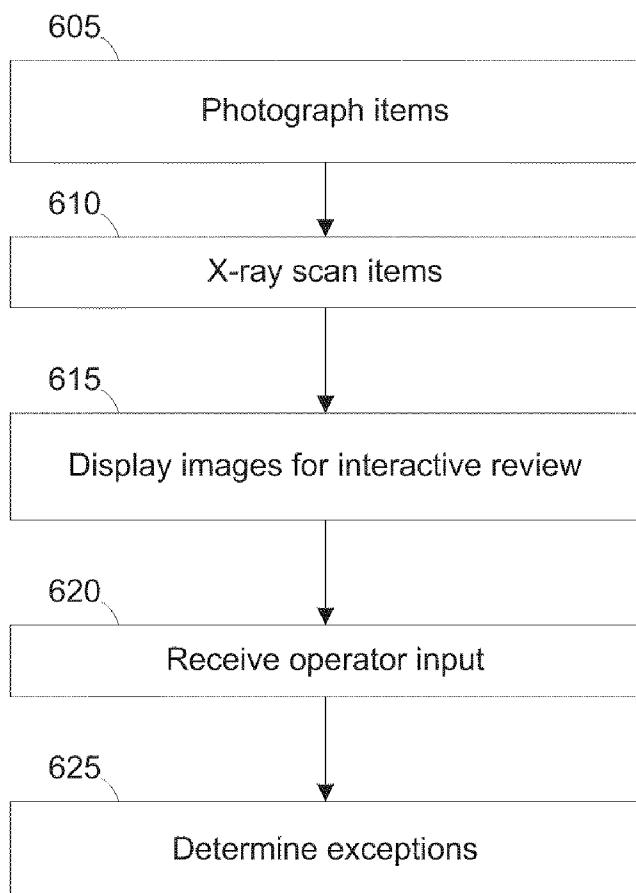 605
Photograph items
610
X-ray scan items
615
Display images for interactive review
620
Receive operator input
625
Determine exceptions